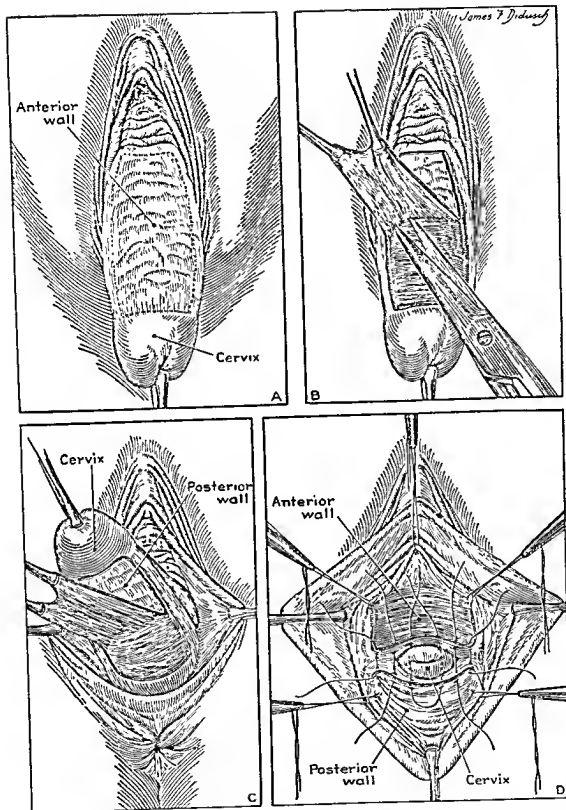 James F Didusch
Anterior
wall
Cervix
A
B
Cervix
Posterior
wall
C
Anterior
wall
Posterior
wall
Cervix
D